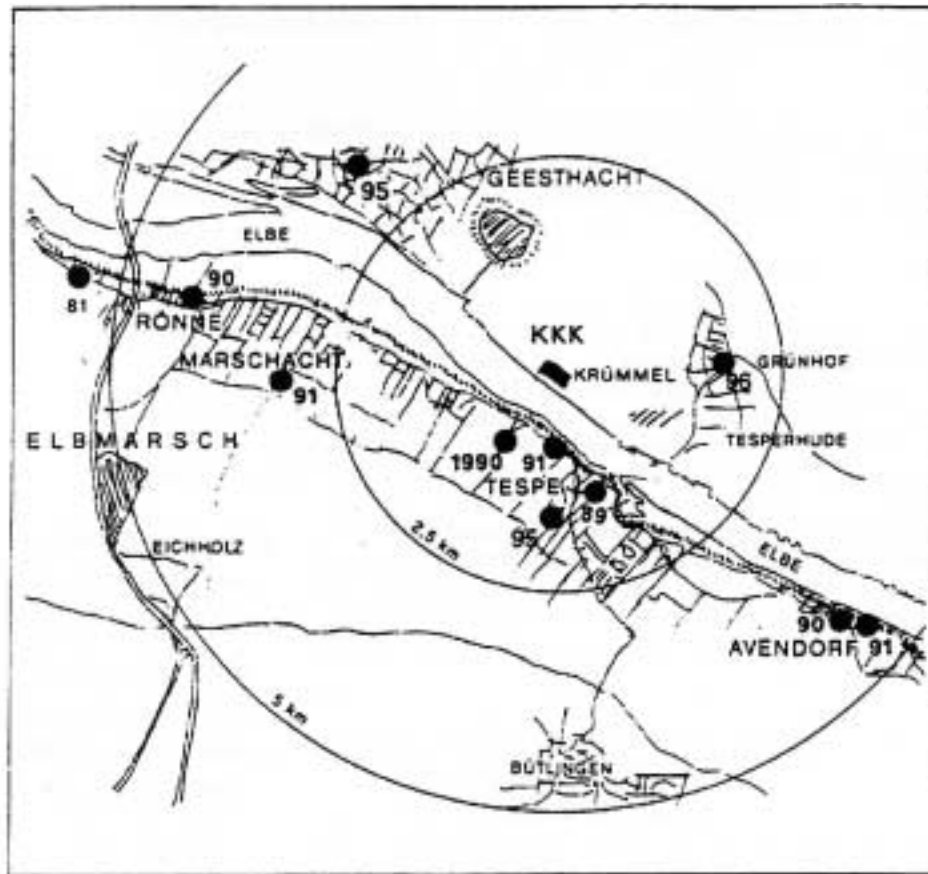 95
GEESTHACHT
ELBE
81
90
RÖNNE
KKK
MARSCHACHT
91
KRÜMMEL
GRÜNHOF
96
ELBMARSCH
1990
91
TESPERHUDE
TESPE
89
95
2,5 km
EICHHOLZ
ELBE
90
91
AVENDORF
5 km
BÜTLINGEN